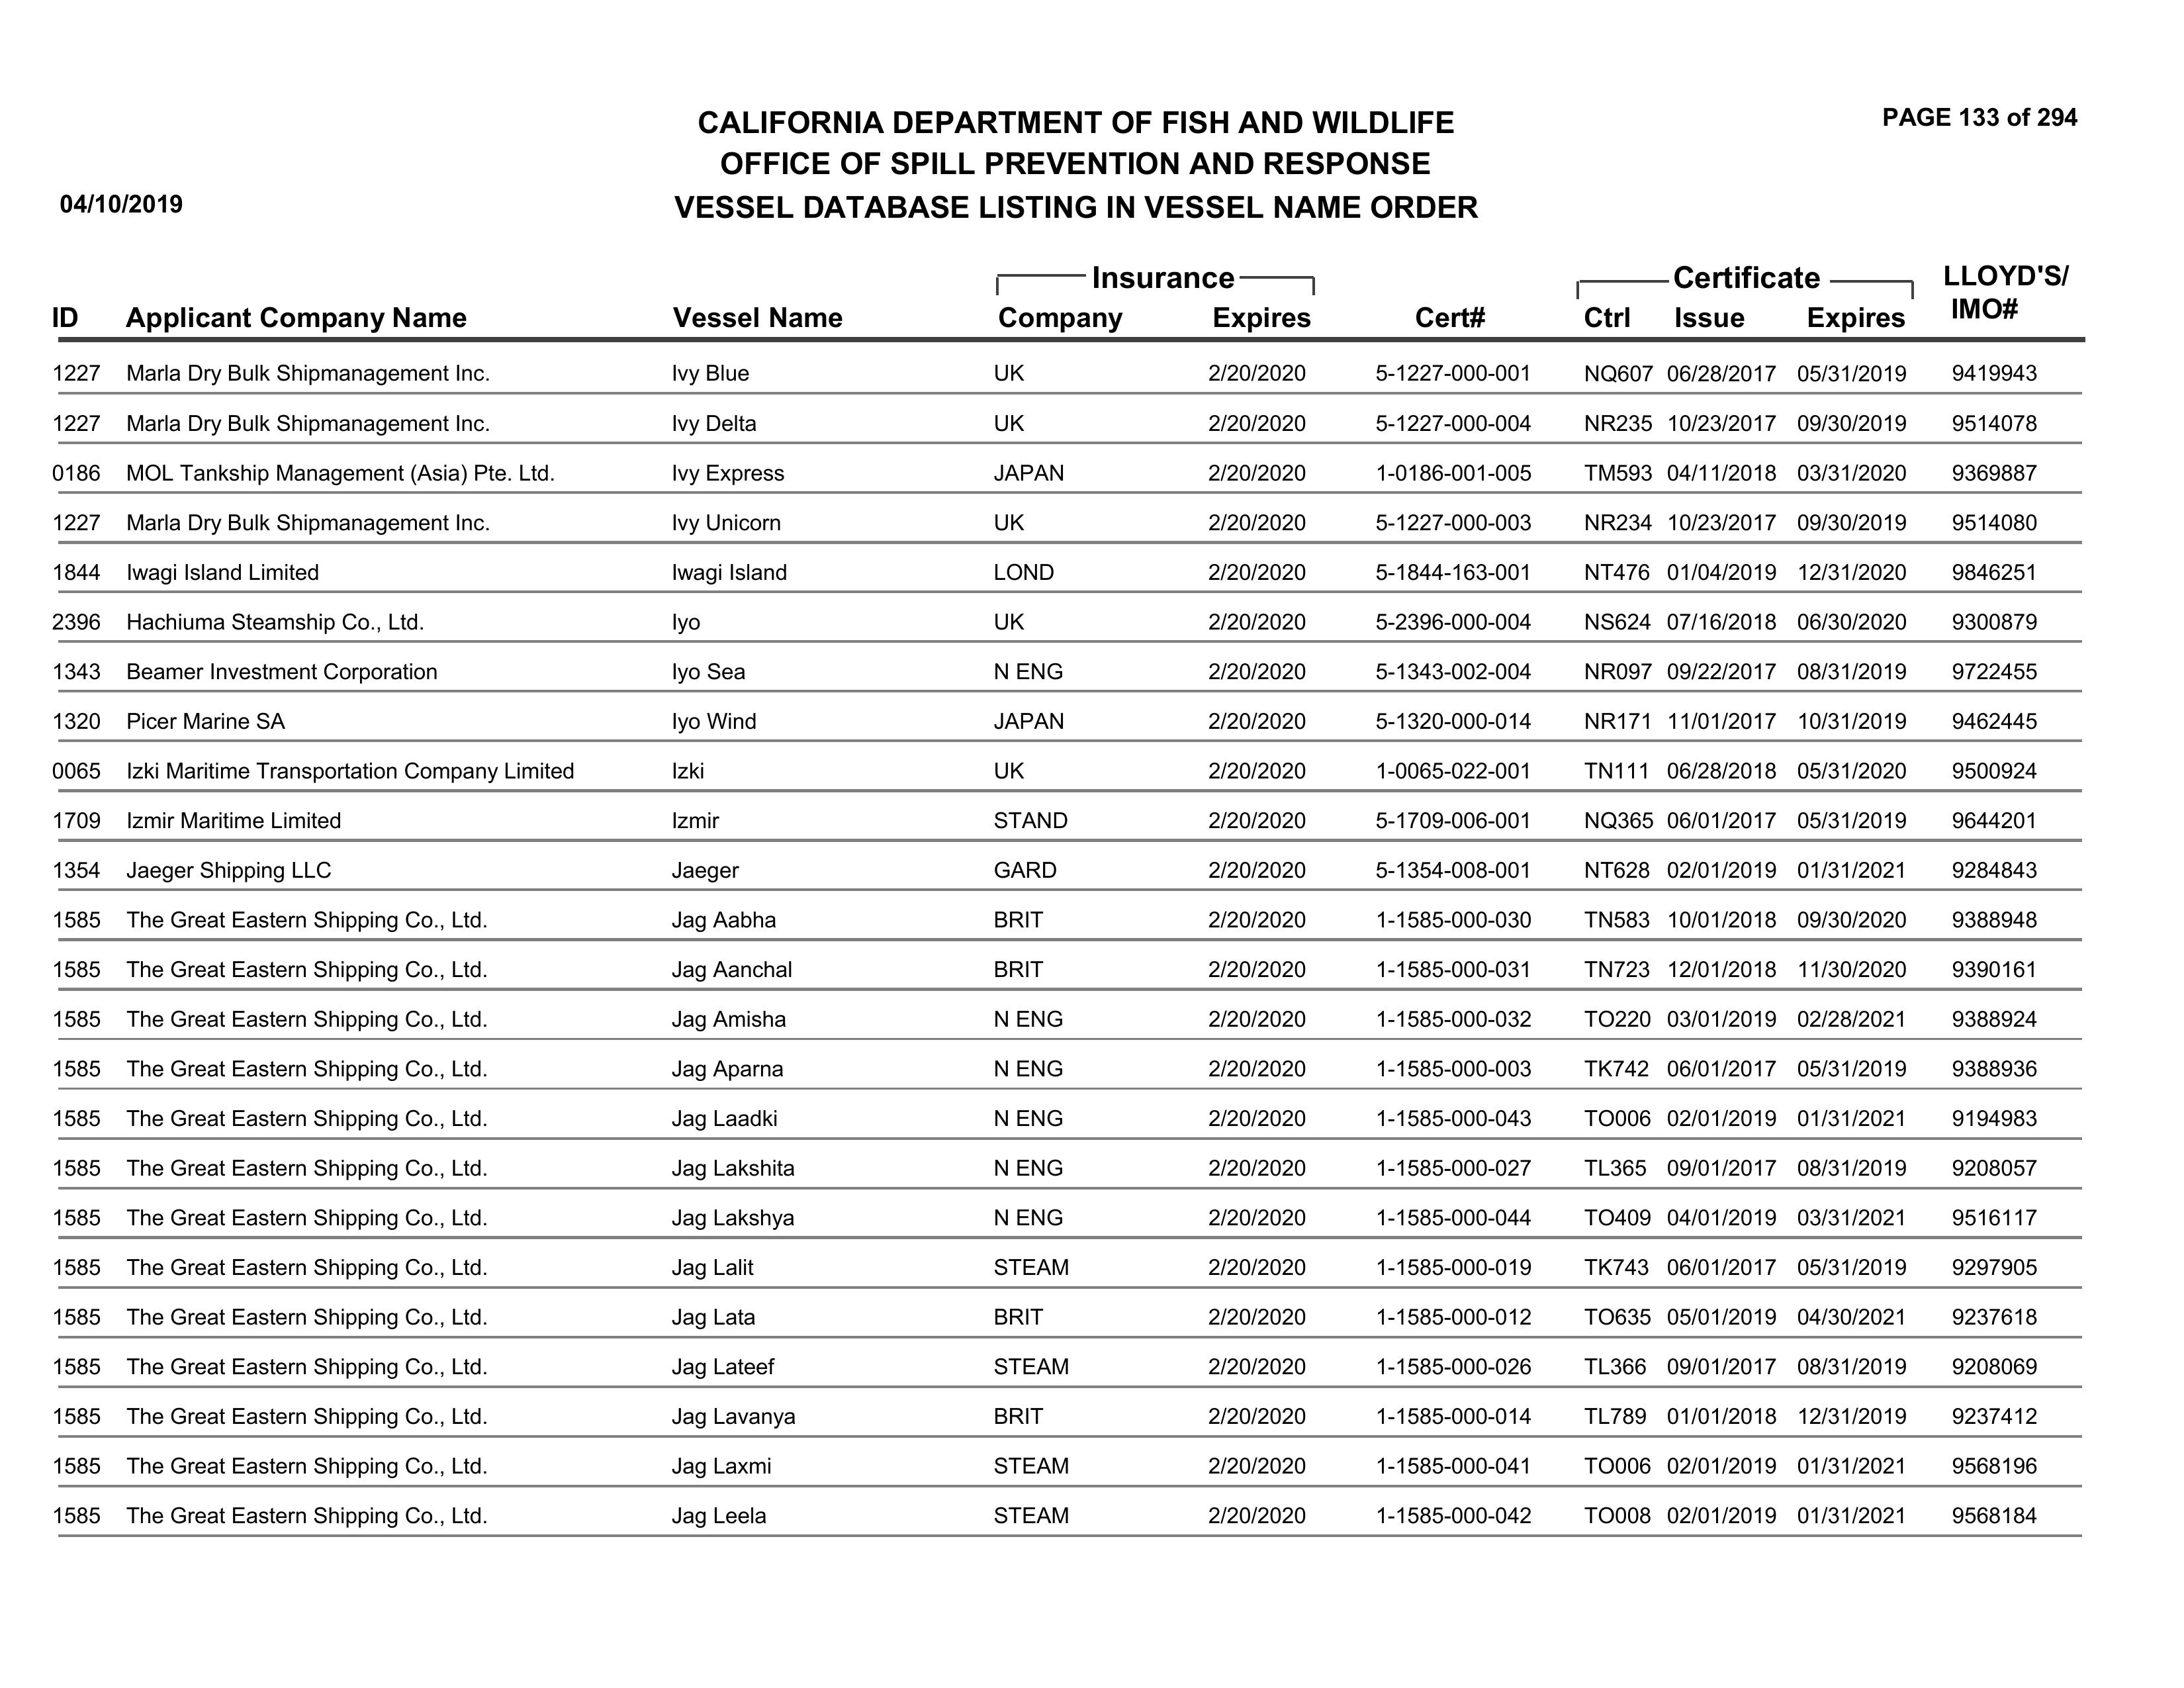 PAGE 133 of 294
CALIFORNIA DEPARTMENT OF FISH AND WILDLIFE
OFFICE OF SPILL PREVENTION AND RESPONSE
04/10/2019 VESSEL DATABASE LISTING IN VESSEL NAME ORDER
Insurance Certificate LLOYD'S/
ID Applicant Company Name Vessel Name Company Expires Cert# Ctrl Issue Expires IMO#
1227 Marla Dry Bulk Shipmanagement Inc. Ivy Blue UK 2/20/2020 5-1227-000-001 NQ607 06/28/2017 05/31/2019 9419943
1227 Marla Dry Bulk Shipmanagement Inc. Ivy Delta UK 2/20/2020 5-1227-000-004 NR235 10/23/2017 09/30/2019 9514078
0186 MOL Tankship Management (Asia) Pte. Ltd. Ivy Express JAPAN 2/20/2020 1-0186-001-005 TM593 04/11/2018 03/31/2020 9369887
1227 Marla Dry Bulk Shipmanagement Inc. Ivy Unicorn UK 2/20/2020 5-1227-000-003 NR234 10/23/2017 09/30/2019 9514080
1844 Iwagi Island Limited Iwagi Island LOND 2/20/2020 5-1844-163-001 NT476 01/04/2019 12/31/2020 9846251
2396 Hachiuma Steamship Co., Ltd. Iyo UK 2/20/2020 5-2396-000-004 NS624 07/16/2018 06/30/2020 9300879
1343 Beamer Investment Corporation Iyo Sea N ENG 2/20/2020 5-1343-002-004 NR097 09/22/2017 08/31/2019 9722455
1320 Picer Marine SA Iyo Wind JAPAN 2/20/2020 5-1320-000-014 NR171 11/01/2017 10/31/2019 9462445
0065 Izki Maritime Transportation Company Limited Izki UK 2/20/2020 1-0065-022-001 TN111 06/28/2018 05/31/2020 9500924
1709 Izmir Maritime Limited Izmir STAND 2/20/2020 5-1709-006-001 NQ365 06/01/2017 05/31/2019 9644201
1354 Jaeger Shipping LLC Jaeger GARD 2/20/2020 5-1354-008-001 NT628 02/01/2019 01/31/2021 9284843
1585 The Great Eastern Shipping Co., Ltd. Jag Aabha BRIT 2/20/2020 1-1585-000-030 TN583 10/01/2018 09/30/2020 9388948
1585 The Great Eastern Shipping Co., Ltd. Jag Aanchal BRIT 2/20/2020 1-1585-000-031 TN723 12/01/2018 11/30/2020 9390161
1585 The Great Eastern Shipping Co., Ltd. Jag Amisha N ENG 2/20/2020 1-1585-000-032 TO220 03/01/2019 02/28/2021 9388924
1585 The Great Eastern Shipping Co., Ltd. Jag Aparna N ENG 2/20/2020 1-1585-000-003 TK742 06/01/2017 05/31/2019 9388936
1585 The Great Eastern Shipping Co., Ltd. Jag Laadki N ENG 2/20/2020 1-1585-000-043 TO006 02/01/2019 01/31/2021 9194983
1585 The Great Eastern Shipping Co., Ltd. Jag Lakshita N ENG 2/20/2020 1-1585-000-027 TL365 09/01/2017 08/31/2019 9208057
1585 The Great Eastern Shipping Co., Ltd. Jag Lakshya N ENG 2/20/2020 1-1585-000-044 TO409 04/01/2019 03/31/2021 9516117
1585 The Great Eastern Shipping Co., Ltd. Jag Lalit STEAM 2/20/2020 1-1585-000-019 TK743 06/01/2017 05/31/2019 9297905
1585 The Great Eastern Shipping Co., Ltd. Jag Lata BRIT 2/20/2020 1-1585-000-012 TO635 05/01/2019 04/30/2021 9237618
1585 The Great Eastern Shipping Co., Ltd. Jag Lateef STEAM 2/20/2020 1-1585-000-026 TL366 09/01/2017 08/31/2019 9208069
1585 The Great Eastern Shipping Co., Ltd. Jag Lavanya BRIT 2/20/2020 1-1585-000-014 TL789 01/01/2018 12/31/2019 9237412
1585 The Great Eastern Shipping Co., Ltd. Jag Laxmi STEAM 2/20/2020 1-1585-000-041 TO006 02/01/2019 01/31/2021 9568196
1585 The Great Eastern Shipping Co., Ltd. Jag Leela STEAM 2/20/2020 1-1585-000-042 TO008 02/01/2019 01/31/2021 9568184